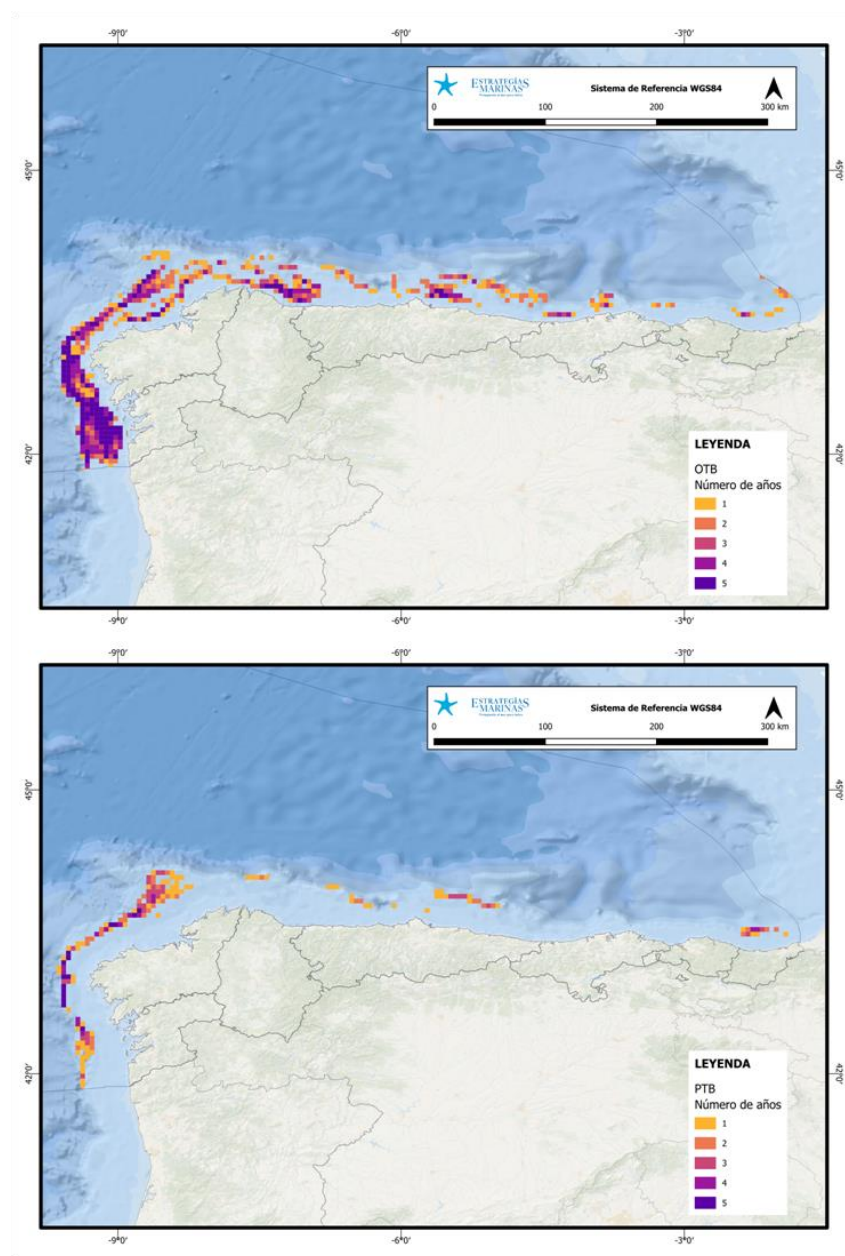 -9°0' -6°0' -3°0'
ESTRATEGIAS
MARINAS
Sistema de Referencia WGS84
0 100 200 300 km
45°0' 45°0'
42°0' 42°0'
LEYENDA
OTB
Número de años
1
2
3
4
5
-9°0' -6°0' -3°0'
-9°0' -6°0' -3°0'
ESTRATEGIAS
MARINAS
Sistema de Referencia WGS84
0 100 200 300 km
45°0' 45°0'
42°0' 42°0'
LEYENDA
PTB
Número de años
1
2
3
4
5
-9°0' -6°0' -3°0'